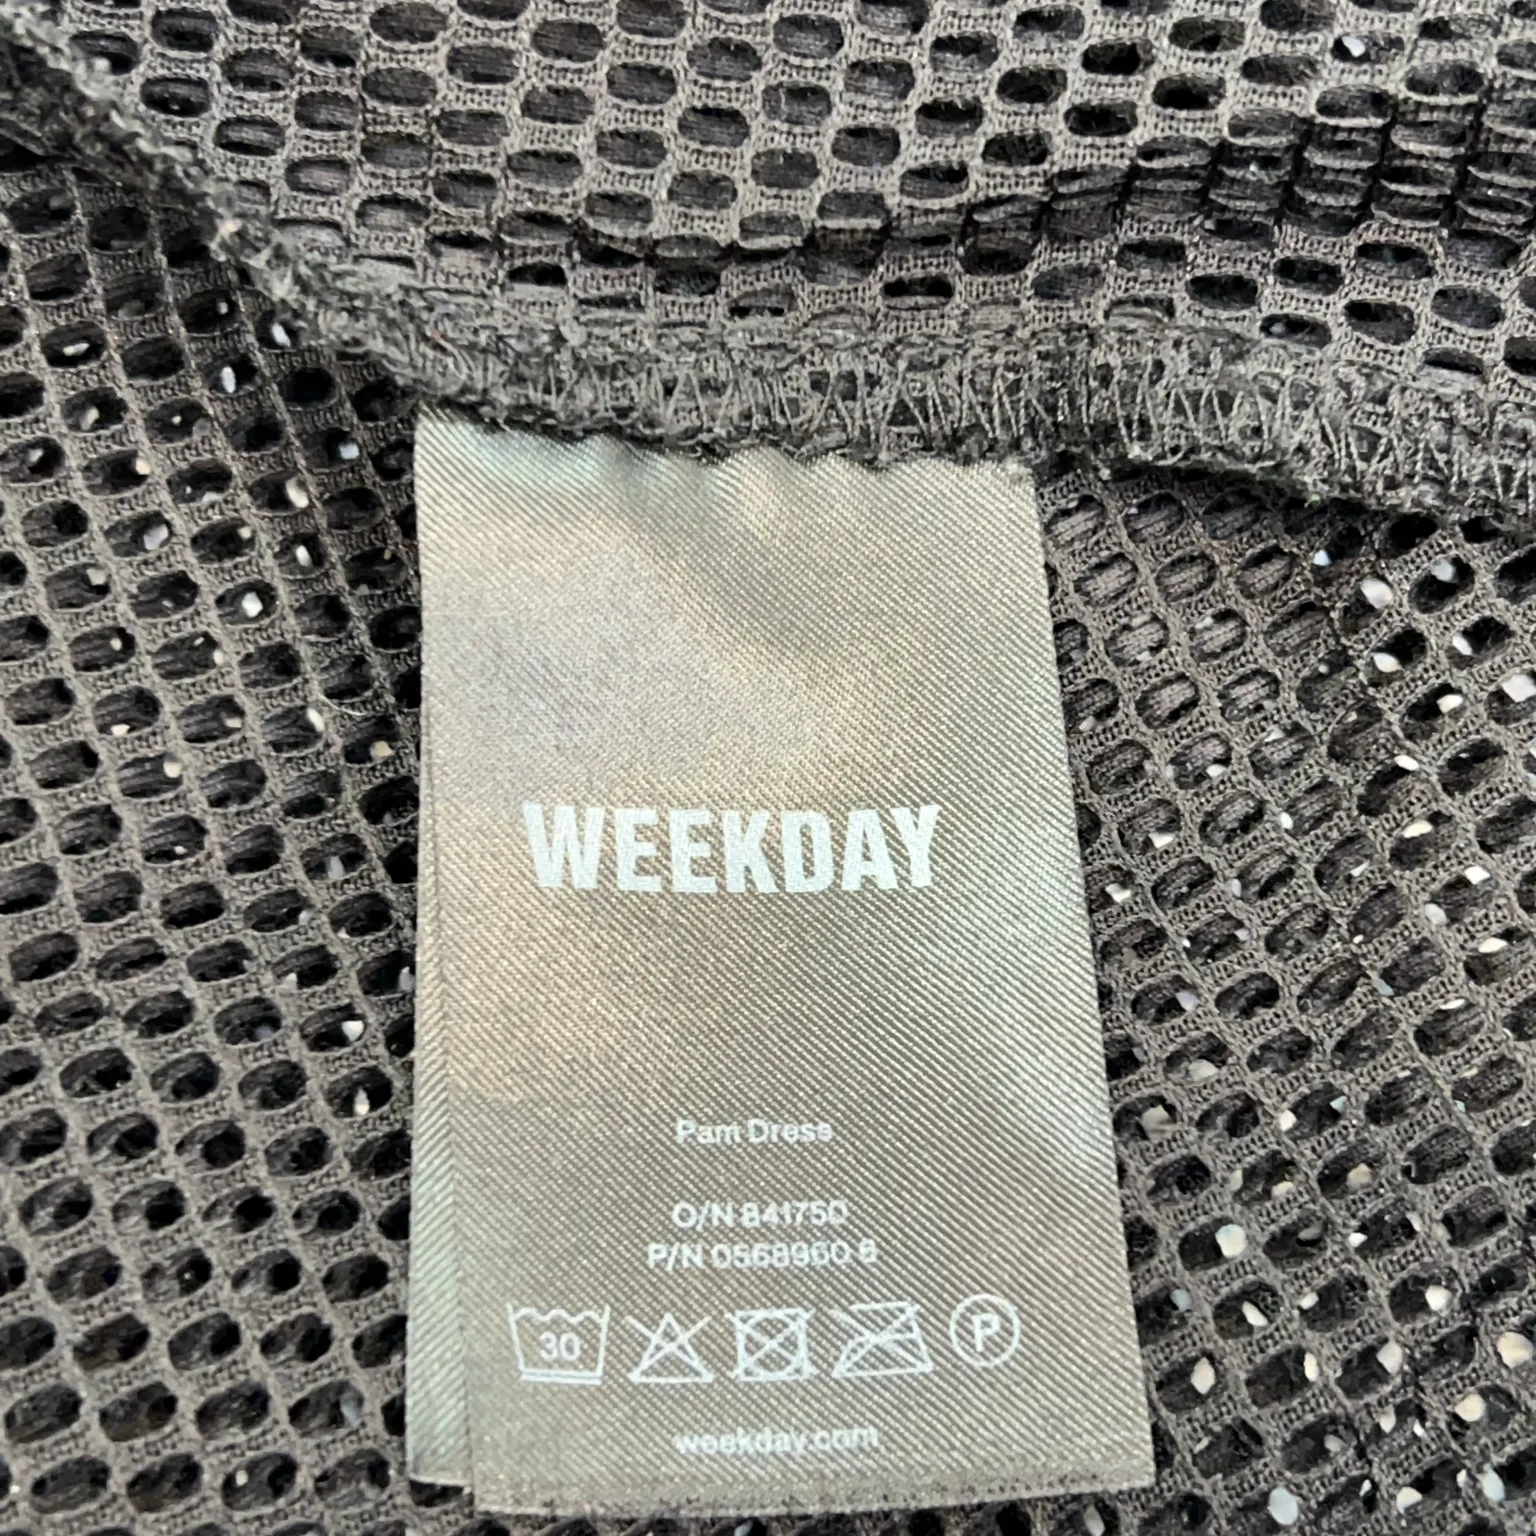 WEEKDAY
Pam Dress
O/N 841750
P/N 0568960 6
30
P
weekday.com